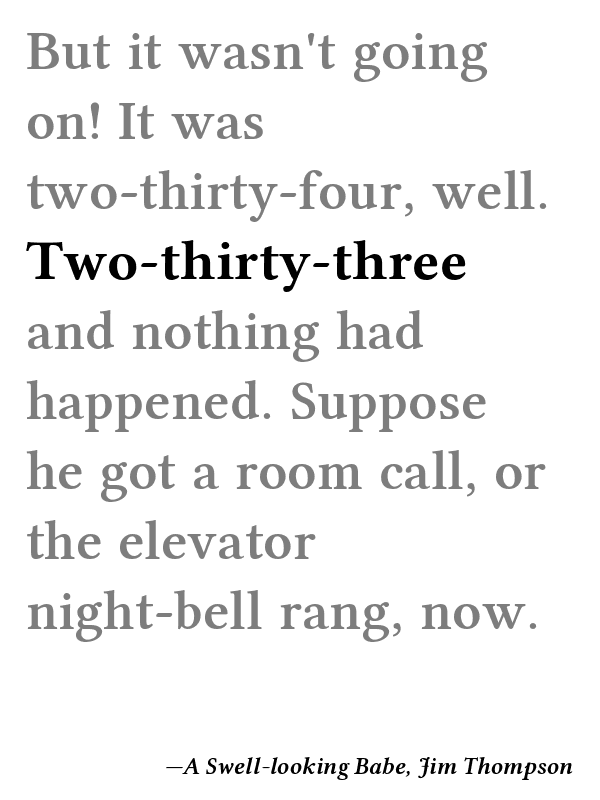 But it wasn't going
on! It was
two-thirty-four, well.
Two-thirty-three
and nothing had
happened. Suppose
he got a room call, or
the elevator
night-bell rang, now.
—A Swell-looking Babe, Jim Thompson